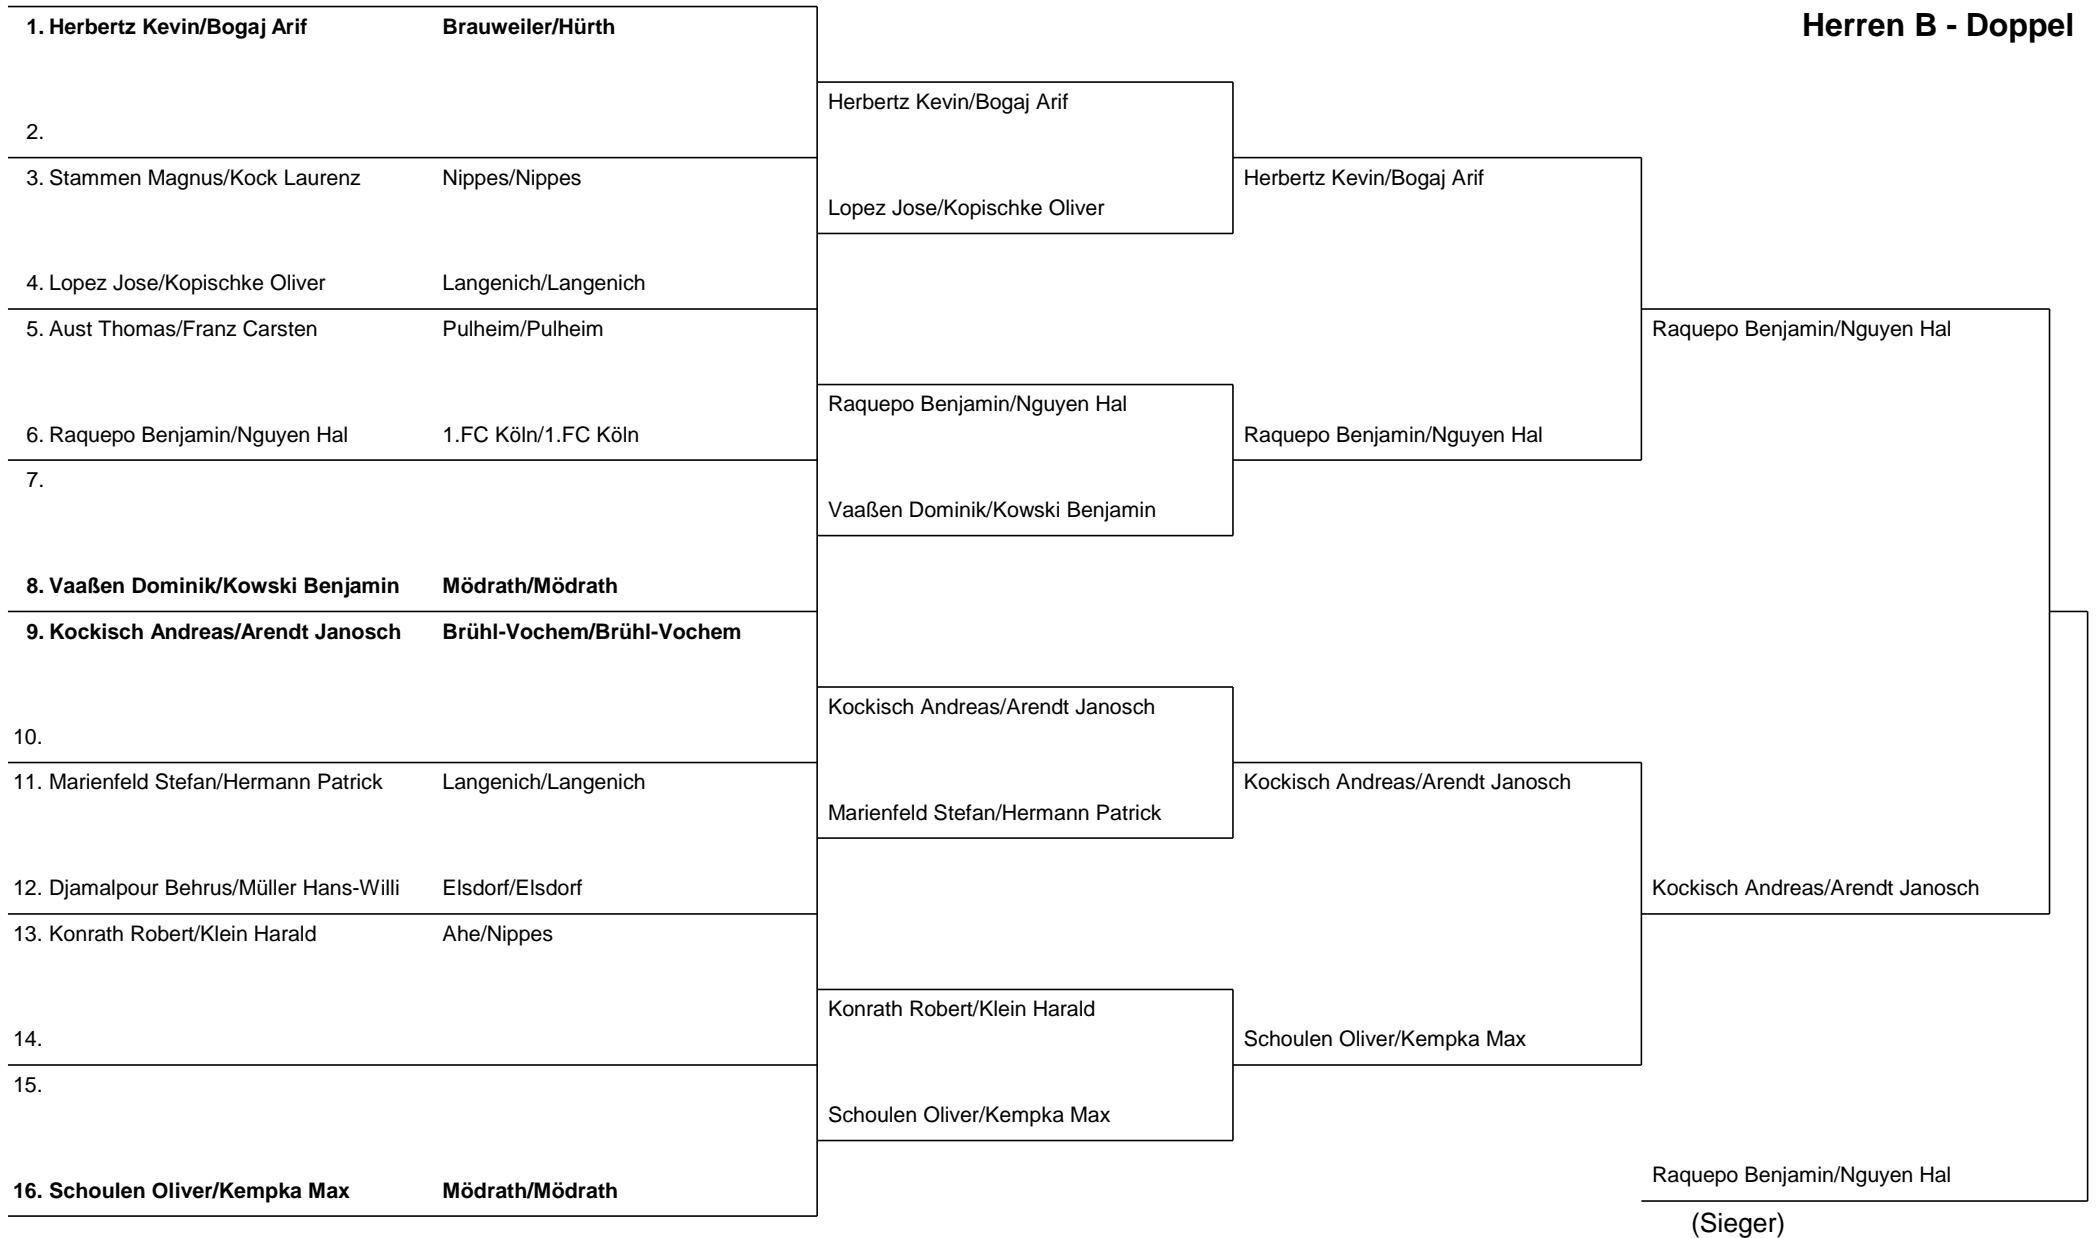 Herren B - Doppel
1. Herbertz Kevin/Bogaj Arif Brauweiler/Hürth
2.
3. Stammen Magnus/Kock Laurenz Nippes/Nippes
4. Lopez Jose/Kopischke Oliver Langenich/Langenich
5. Aust Thomas/Franz Carsten Pulheim/Pulheim
6. Raquepo Benjamin/Nguyen Hal 1.FC Köln/1.FC Köln
7.
8. Vaaßen Dominik/Kowski Benjamin Mödrath/Mödrath
9. Kockisch Andreas/Arendt Janosch Brühl-Vochem/Brühl-Vochem
10.
11. Marienfeld Stefan/Hermann Patrick Langenich/Langenich
12. Djamalpour Behrus/Müller Hans-Willi Elsdorf/Elsdorf
13. Konrath Robert/Klein Harald Ahe/Nippes
14.
15.
16. Schoulen Oliver/Kempka Max Mödrath/Mödrath
Herbertz Kevin/Bogaj Arif
Lopez Jose/Kopischke Oliver
Raquepo Benjamin/Nguyen Hal
Vaaßen Dominik/Kowski Benjamin
Kockisch Andreas/Arendt Janosch
Marienfeld Stefan/Hermann Patrick
Konrath Robert/Klein Harald
Schoulen Oliver/Kempka Max
Herbertz Kevin/Bogaj Arif
Raquepo Benjamin/Nguyen Hal
Kockisch Andreas/Arendt Janosch
Schoulen Oliver/Kempka Max
Raquepo Benjamin/Nguyen Hal
Kockisch Andreas/Arendt Janosch
Raquepo Benjamin/Nguyen Hal
(Sieger)